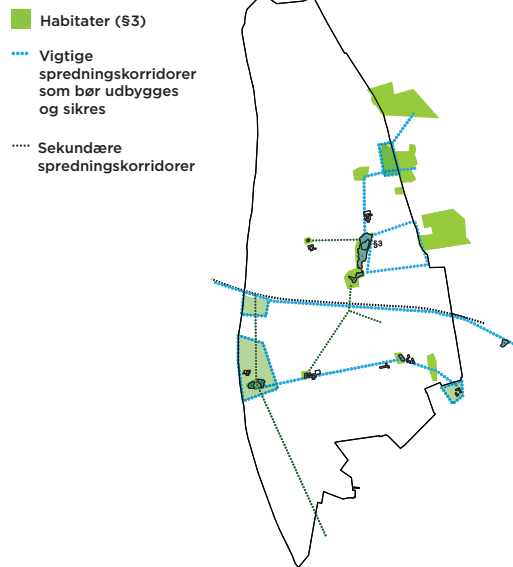 Habitater (§3)
Vigtige
spredningskorridorer
som bør udbygges
og sikres
Sekundære
spredningskorridorer
§3